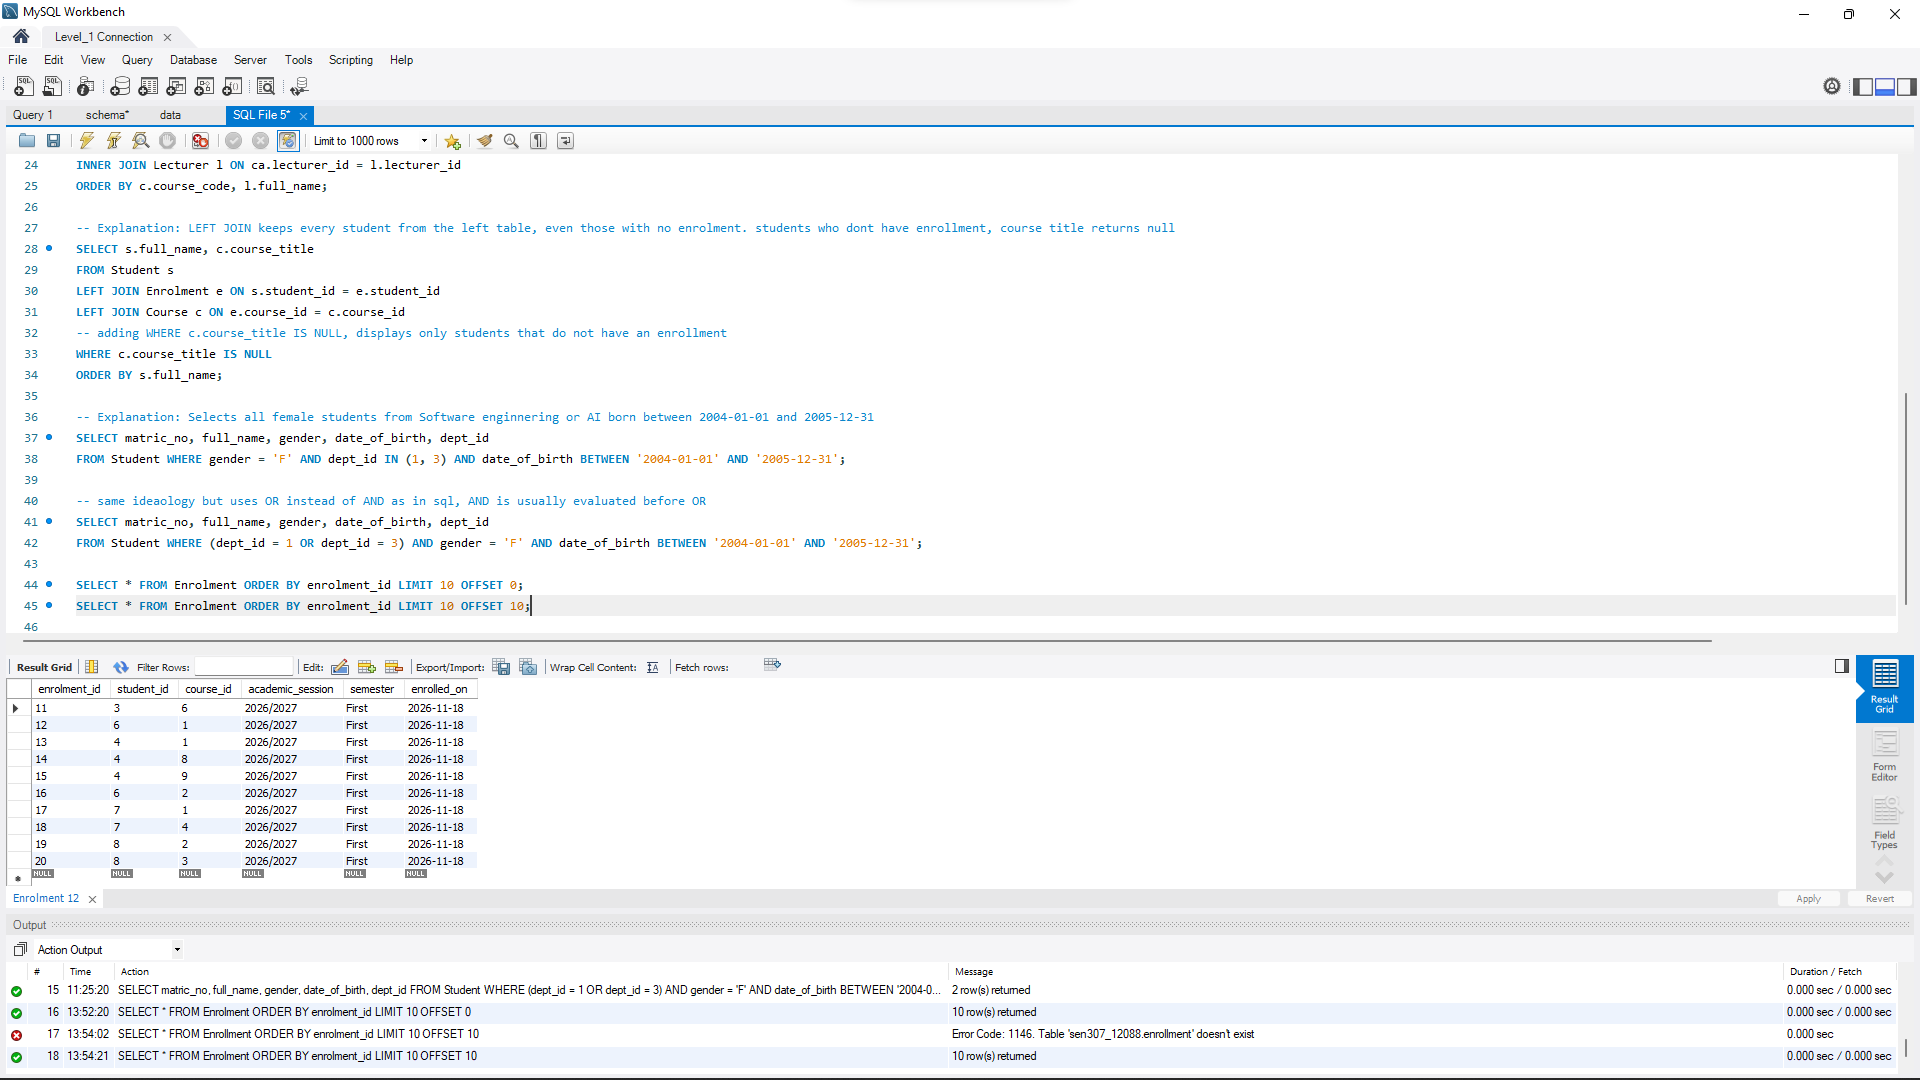 MySQL Workbench
Level_1 Connection
File Edit View Query Database Server Tools Scripting Help
Query 1 schema* data SQL File 5*
Limit to 1000 rows
24 INNER JOIN Lecturer l ON ca.lecturer_id = l.lecturer_id
25 ORDER BY c.course_code, l.full_name;
26
27 -- Explanation: LEFT JOIN keeps every student from the left table, even those with no enrolment. students who dont have enrollment, course title returns null
28 SELECT s.full_name, c.course_title
29 FROM Student s
30 LEFT JOIN Enrolment e ON s.student_id = e.student_id
31 LEFT JOIN Course c ON e.course_id = c.course_id
32 -- adding WHERE c.course_title IS NULL, displays only students that do not have an enrollment
33 WHERE c.course_title IS NULL
34 ORDER BY s.full_name;
35
36 -- Explanation: Selects all female students from Software enginnering or AI born between 2004-01-01 and 2005-12-31
37 SELECT matric_no, full_name, gender, date_of_birth, dept_id
38 FROM Student WHERE gender = 'F' AND dept_id IN (1, 3) AND date_of_birth BETWEEN '2004-01-01' AND '2005-12-31';
39
40 -- same ideaology but uses OR instead of AND as in sql, AND is usually evaluated before OR
41 SELECT matric_no, full_name, gender, date_of_birth, dept_id
42 FROM Student WHERE (dept_id = 1 OR dept_id = 3) AND gender = 'F' AND date_of_birth BETWEEN '2004-01-01' AND '2005-12-31';
43
44 SELECT * FROM Enrolment ORDER BY enrolment_id LIMIT 10 OFFSET 0;
45 SELECT * FROM Enrolment ORDER BY enrolment_id LIMIT 10 OFFSET 10;
46
Result Grid Filter Rows: Edit: Export/Import: Wrap Cell Content: Fetch rows:
enrolment_id student_id course_id academic_session semester enrolled_on
11 3 6 2026/2027 First 2026-11-18
12 6 1 2026/2027 First 2026-11-18
13 4 1 2026/2027 First 2026-11-18
14 4 8 2026/2027 First 2026-11-18
15 4 9 2026/2027 First 2026-11-18
16 6 2 2026/2027 First 2026-11-18
17 7 1 2026/2027 First 2026-11-18
18 7 4 2026/2027 First 2026-11-18
19 8 2 2026/2027 First 2026-11-18
20 8 3 2026/2027 First 2026-11-18
NULL NULL NULL NULL NULL NULL
Result
Grid
Form
Editor
Field
Types
Enrolment 12
Apply Revert
Output
Action Output
# Time Action Message Duration / Fetch
15 11:25:20 SELECT matric_no, full_name, gender, date_of_birth, dept_id FROM Student WHERE (dept_id = 1 OR dept_id = 3) AND gender = 'F' AND date_of_birth BETWEEN '2004-0... 2 row(s) returned 0.000 sec / 0.000 sec
16 13:52:20 SELECT * FROM Enrolment ORDER BY enrolment_id LIMIT 10 OFFSET 0 10 row(s) returned 0.000 sec / 0.000 sec
17 13:54:02 SELECT * FROM Enrollment ORDER BY enrolment_id LIMIT 10 OFFSET 10 Error Code: 1146. Table 'sen307_12088.enrollment' doesn't exist 0.000 sec
18 13:54:21 SELECT * FROM Enrolment ORDER BY enrolment_id LIMIT 10 OFFSET 10 10 row(s) returned 0.000 sec / 0.000 sec